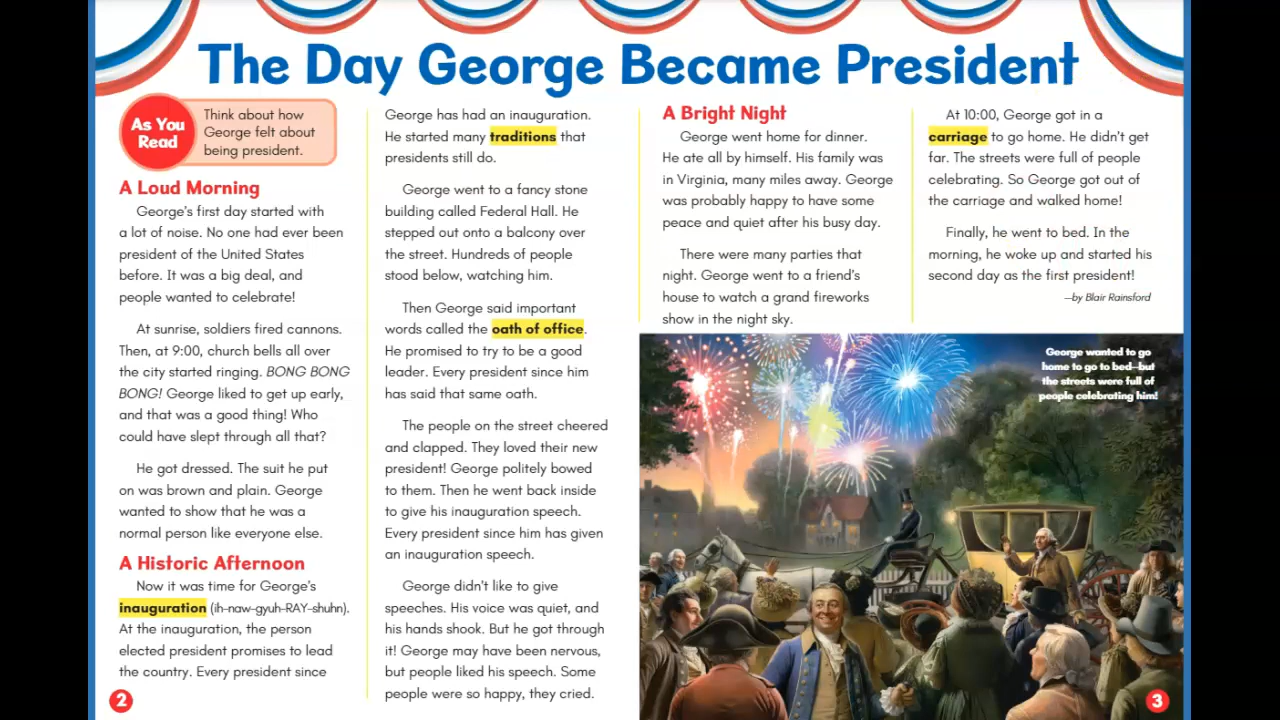 The Day George Became President
As You
Read
Think about how
George felt about
being president.
A Loud Morning
George's first day started with
a lot of noise. No one had ever been
president of the United States
before. It was a big deal, and
people wanted to celebrate!
At sunrise, soldiers fired cannons.
Then, at 9:00, church bells all over
the city started ringing. BONG BONG
BONG! George liked to get up early,
and that was a good thing! Who
could have slept through all that?
He got dressed. The suit he put
on was brown and plain. George
wanted to show that he was a
normal person like everyone else.
A Historic Afternoon
Now it was time for George's
inauguration (ih-naw-gyuh-RAY-shuhn).
At the inauguration, the person
elected president promises to lead
the country. Every president since
2
George has had an inauguration.
He started many traditions that
presidents still do.
George went to a fancy stone
building called Federal Hall. He
stepped out onto a balcony over
the street. Hundreds of people
stood below, watching him.
Then George said important
words called the oath of office.
He promised to try to be a good
leader. Every president since him
has said that same oath.
The people on the street cheered
and clapped. They loved their new
president! George politely bowed
to them. Then he went back inside
to give his inauguration speech.
Every president since him has given
an inauguration speech.
George didn't like to give
speeches. His voice was quiet, and
his hands shook. But he got through
it! George may have been nervous,
but people liked his speech. Some
people were so happy, they cried.
A Bright Night
George went home for dinner.
He ate all by himself. His family was
in Virginia, many miles away. George
was probably happy to have some
peace and quiet after his busy day.
There were many parties that
night. George went to a friend's
house to watch a grand fireworks
show in the night sky.
At 10:00, George got in a
carriage to go home. He didn't get
far. The streets were full of people
celebrating. So George got out of
the carriage and walked home!
Finally, he went to bed. In the
morning, he woke up and started his
second day as the first president!
—by Blair Rainsford
George wanted to go
home to go to bed—but
the streets were full of
people celebrating him!
3